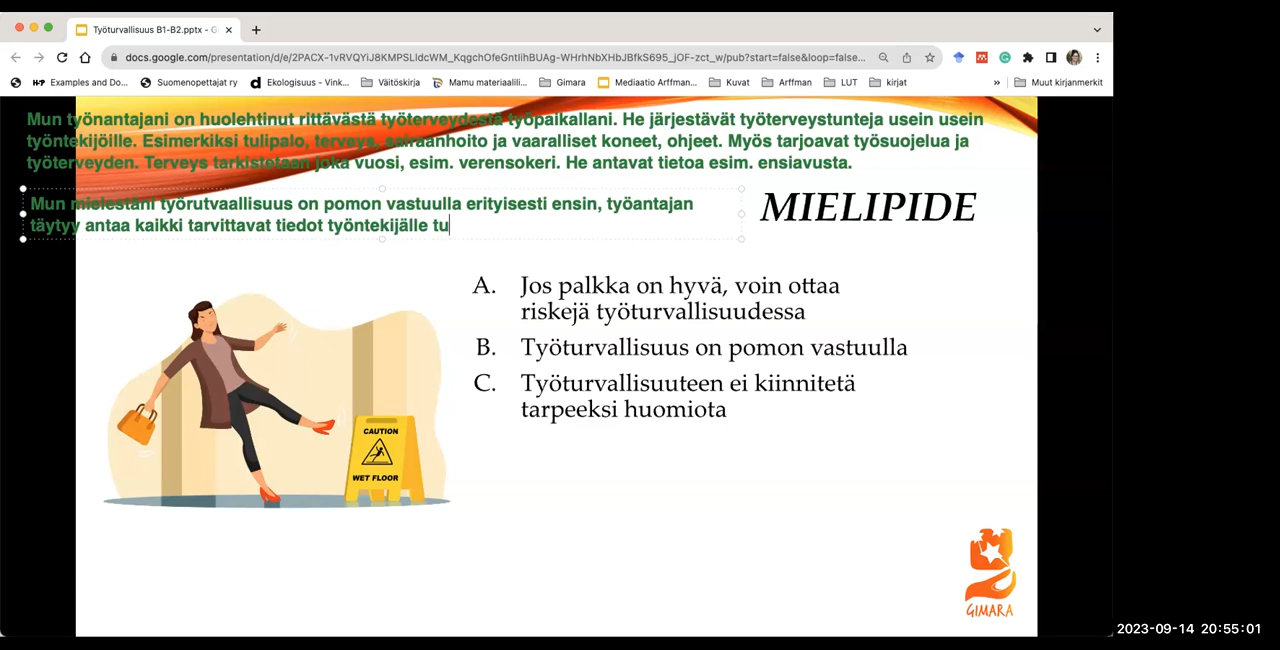 Työturvallisuus B1-B2.pptx - G
docs.google.com/presentation/d/e/2PACX-1vRVQYiJ8KMPSLldcWM_KqgchOfeGntIihBUAg-WHrhNbXHbJBfkS695_jOF-zct_w/pub?start=false&loop=false...
Examples and Do... Suomenopettajat ry Ekologisuus - Vink... Väitöskirja Mamu materiaalili... Gimara Mediaatio Arffman... Kuvat Arffman LUT kirjat » Muut kirjanmerkit
Mun työnantajani on huolehtinut rittävästä työterveydestä työpaikallani. He järjestävät työterveystunteja usein usein
työntekijöille. Esimerkiksi tulipalo, terveys, sairaanhoito ja vaaralliset koneet, ohjeet. Myös tarjoavat työsuojelua ja
työterveyden. Terveys tarkistetaan joka vuosi, esim. verensokeri. He antavat tietoa esim. ensiavusta.
Mun mielestäni työrutvaallisuus on pomon vastuulla erityisesti ensin, työantajan
täytyy antaa kaikki tarvittavat tiedot työntekijälle tu
MIELIPIDE
A. Jos palkka on hyvä, voin ottaa
riskejä työturvallisuudessa
B. Työturvallisuus on pomon vastuulla
C. Työturvallisuuteen ei kiinnitetä
tarpeeksi huomiota
CAUTION
WET FLOOR
GIMARA
2023-09-14 20:55:01